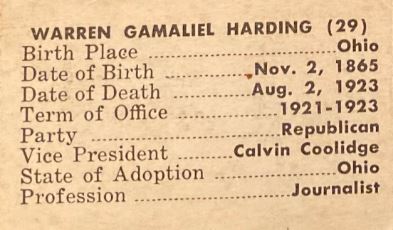 WARREN GAMALIEL HARDING (29)
Birth Place ........................ Ohio
Date of Birth ............ Nov. 2, 1865
Date of Death ............ Aug. 2, 1923
Term of Office ............ 1921-1923
Party ........................ Republican
Vice President ........ Calvin Coolidge
State of Adoption ................ Ohio
Profession ................ Journalist